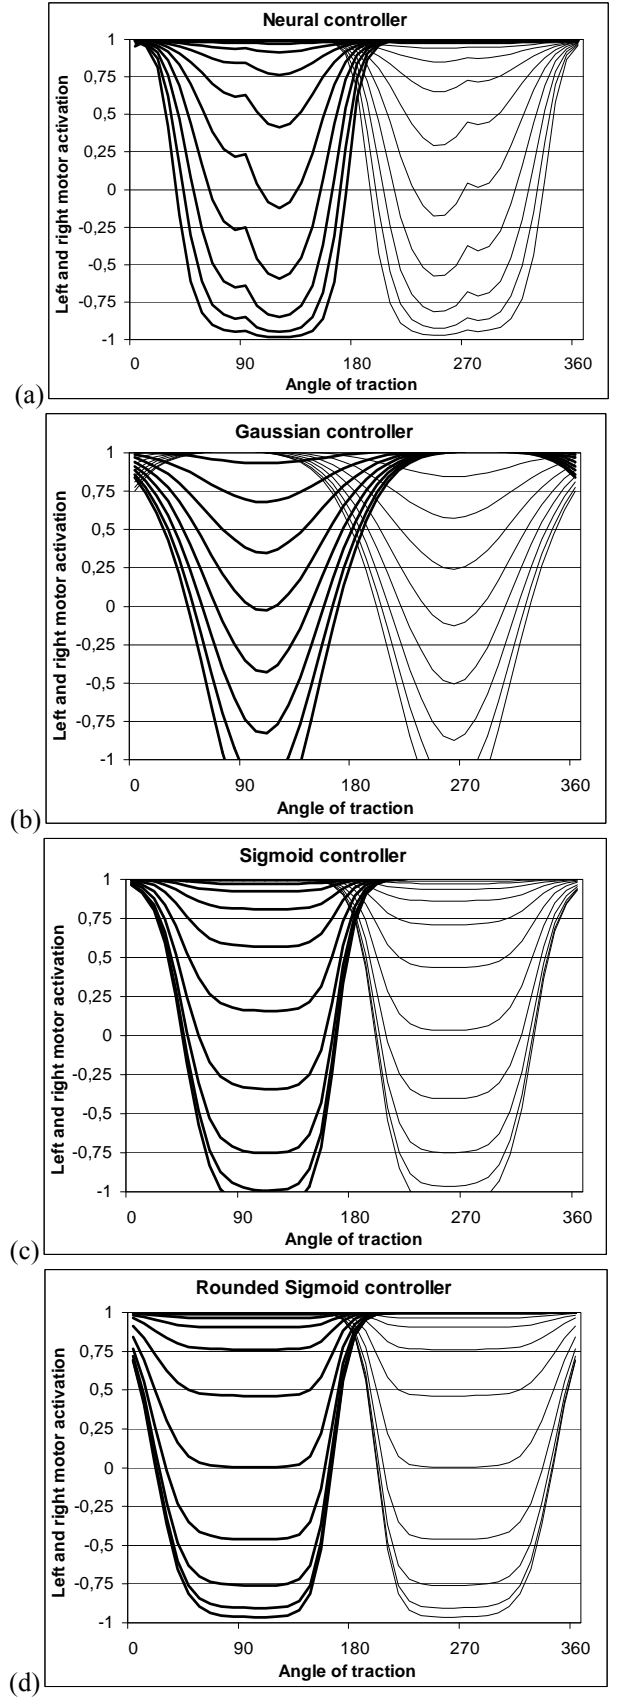 Neural controller
Left and right motor activation
1
0,75
0,5
0,25
0
-0,25
-0,5
-0,75
-1
0 90 180 270 360
Angle of traction
(a)
Gaussian controller
Left and right motor activation
1
0,75
0,5
0,25
0
-0,25
-0,5
-0,75
-1
0 90 180 270 360
Angle of traction
(b)
Sigmoid controller
Left and right motor activation
1
0,75
0,5
0,25
0
-0,25
-0,5
-0,75
-1
0 90 180 270 360
Angle of traction
(c)
Rounded Sigmoid controller
Left and right motor activation
1
0,75
0,5
0,25
0
-0,25
-0,5
-0,75
-1
0 90 180 270 360
Angle of traction
(d)